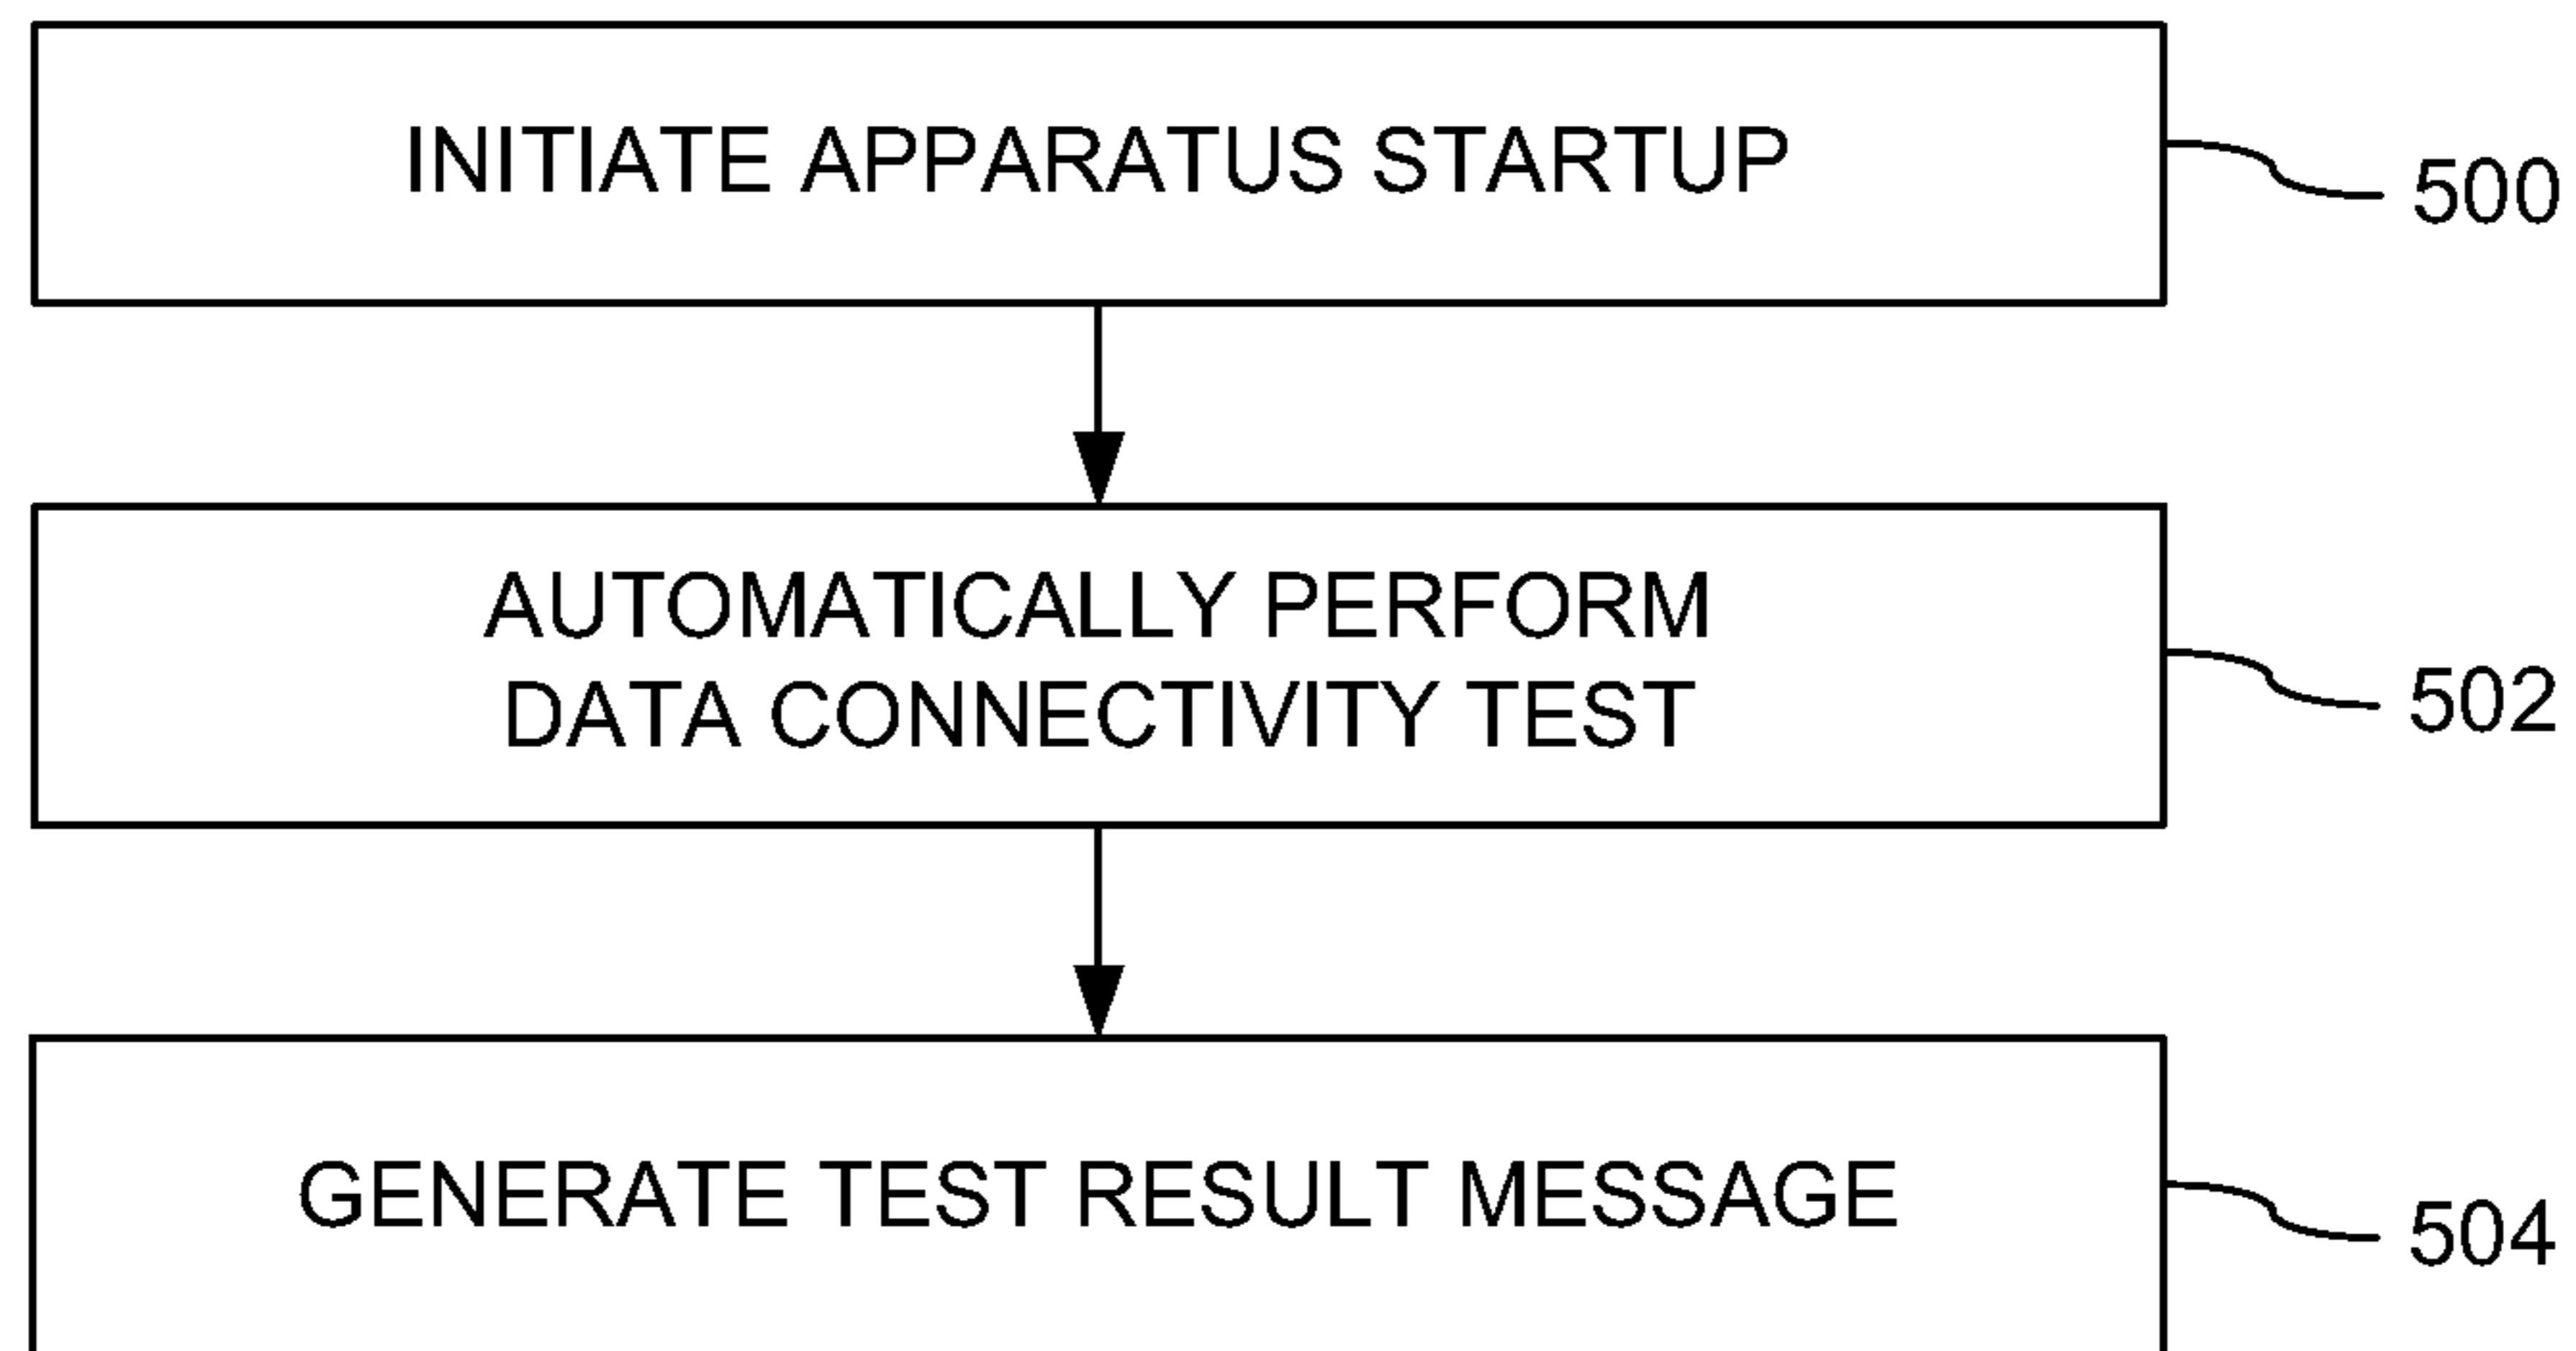 INITIATE APPARATUS STARTUP
500
AUTOMATICALLY PERFORM
DATA CONNECTIVITY TEST
502
GENERATE TEST RESULT MESSAGE
504